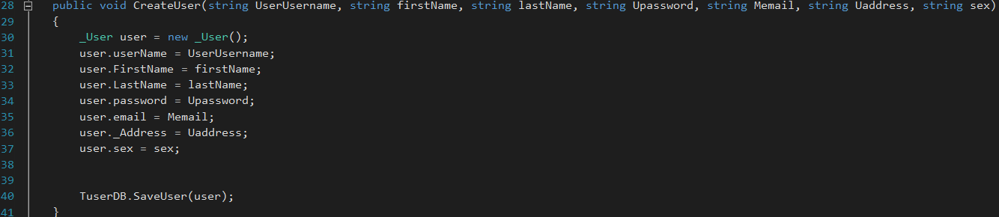 28 public void CreateUser(string UserUsername, string firstName, string lastName, string Upassword, string Memail, string Uaddress, string sex)
29 {
30 _User user = new _User();
31 user.userName = UserUsername;
32 user.FirstName = firstName;
33 user.LastName = lastName;
34 user.password = Upassword;
35 user.email = Memail;
36 user._Address = Uaddress;
37 user.sex = sex;
38
39
40 TuserDB.SaveUser(user);
41 }